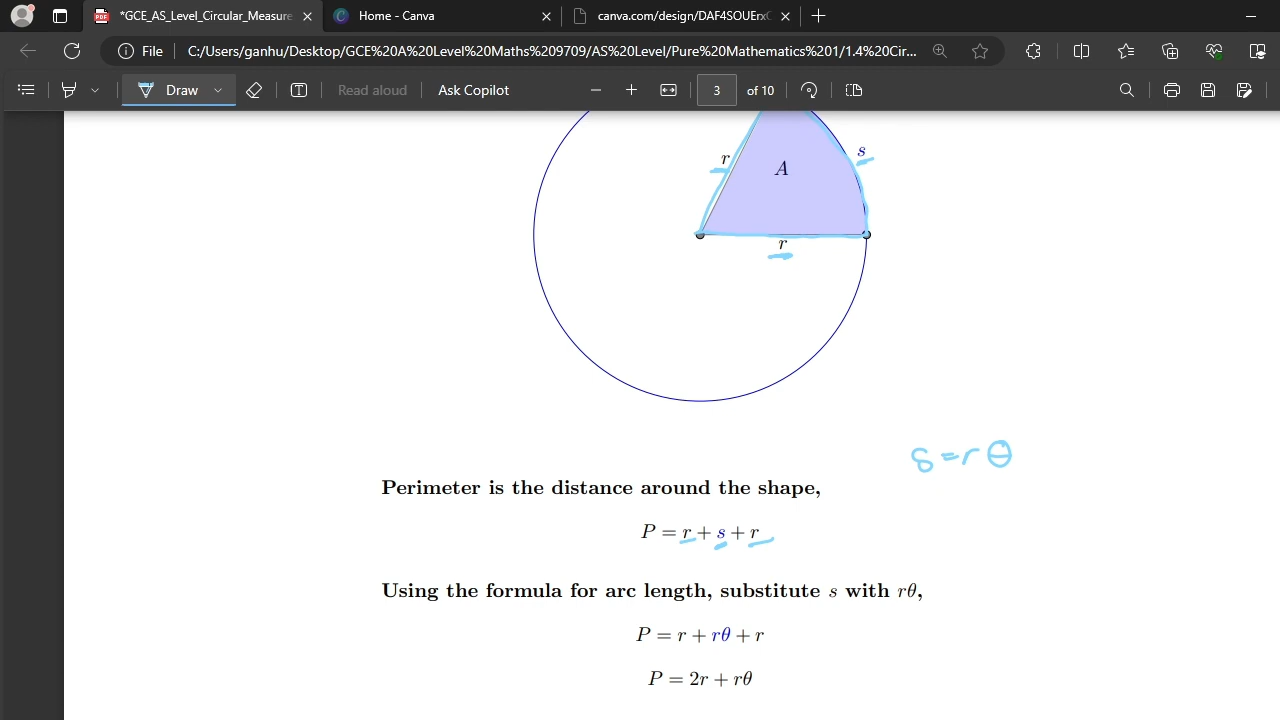 *GCE_AS_Level_Circular_Measure
Home - Canva
canva.com/design/DAF4SOUErxC
File
C:/Users/ganhu/Desktop/GCE%20A%20Level%20Maths%209709/AS%20Level/Pure%20Mathematics%201/1.4%20Cir...
Draw
Read aloud
Ask Copilot
3 of 10
r
s
A
r
s = rθ
Perimeter is the distance around the shape,
P = r + s + r
Using the formula for arc length, substitute s with rθ,
P = r + rθ + r
P = 2r + rθ